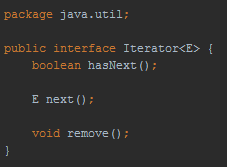 package java.util;
public interface Iterator<E> {
boolean hasNext();
E next();
void remove();
}